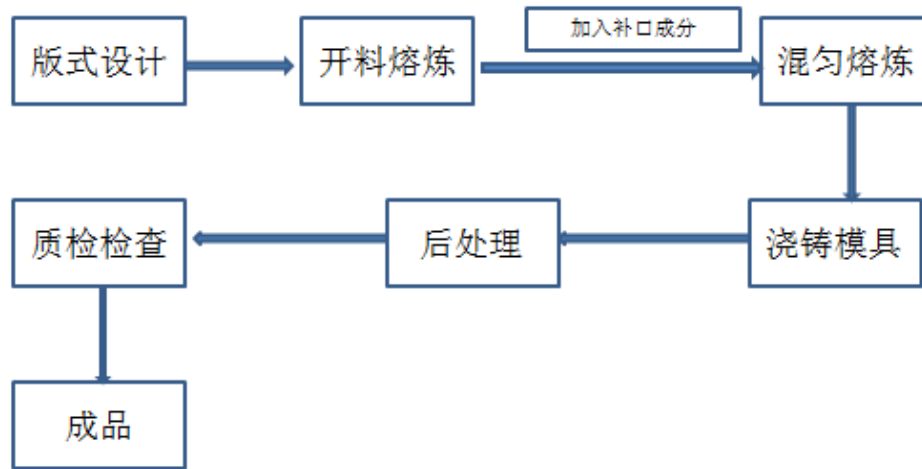 版式设计
开料熔炼
加入补口成分
混匀熔炼
浇铸模具
后处理
质检检查
成品